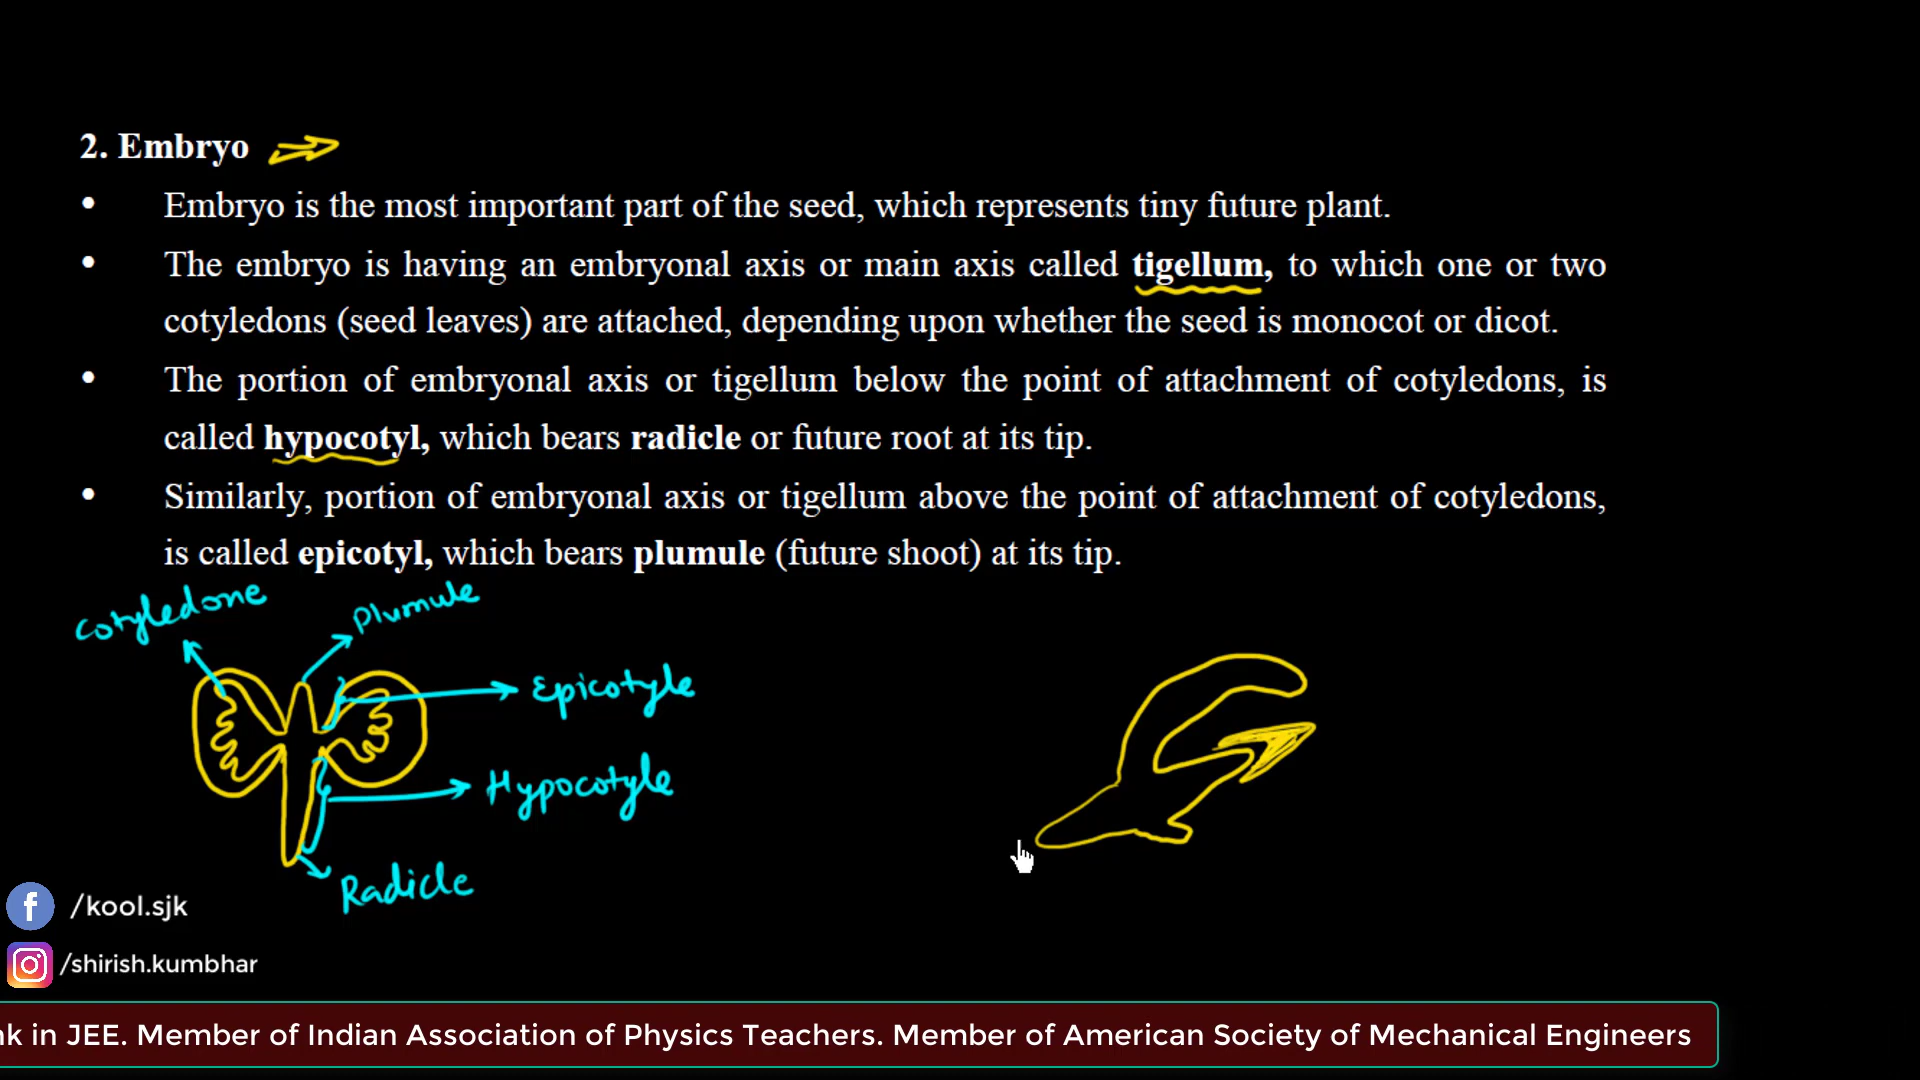 2. Embryo
• Embryo is the most important part of the seed, which represents tiny future plant.
• The embryo is having an embryonal axis or main axis called tigellum, to which one or two
cotyledons (seed leaves) are attached, depending upon whether the seed is monocot or dicot.
• The portion of embryonal axis or tigellum below the point of attachment of cotyledons, is
called hypocotyl, which bears radicle or future root at its tip.
• Similarly, portion of embryonal axis or tigellum above the point of attachment of cotyledons,
is called epicotyl, which bears plumule (future shoot) at its tip.
Cotyledone
Plumule
Epicotyle
Hypocotyle
Radicle
f /kool.sjk
/shirish.kumbhar
nk in JEE. Member of Indian Association of Physics Teachers. Member of American Society of Mechanical Engineers